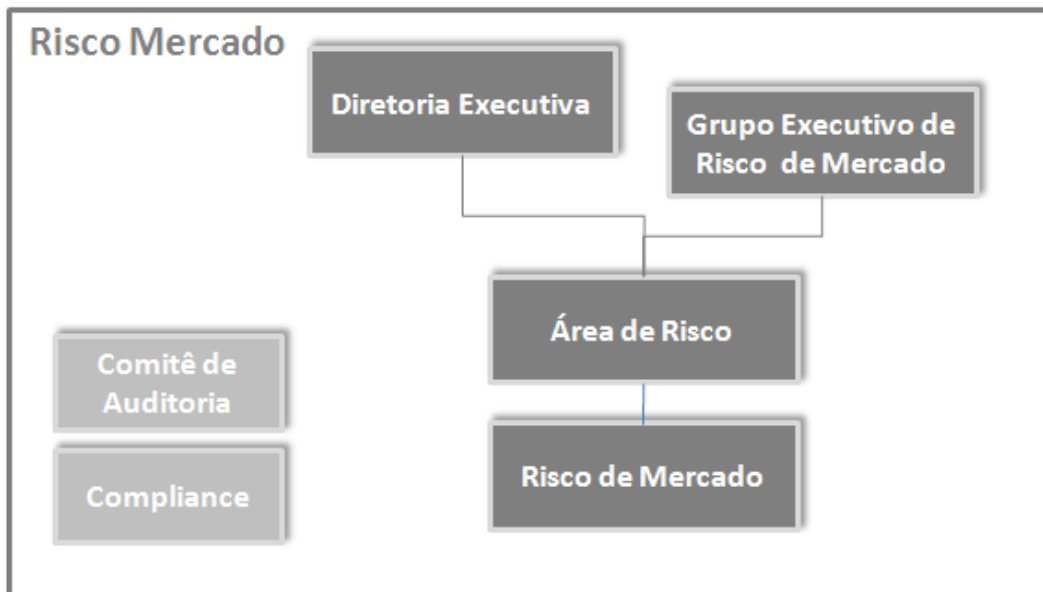 Risco Mercado
Diretoria Executiva
Grupo Executivo de
Risco de Mercado
Área de Risco
Comitê de
Auditoria
Risco de Mercado
Compliance